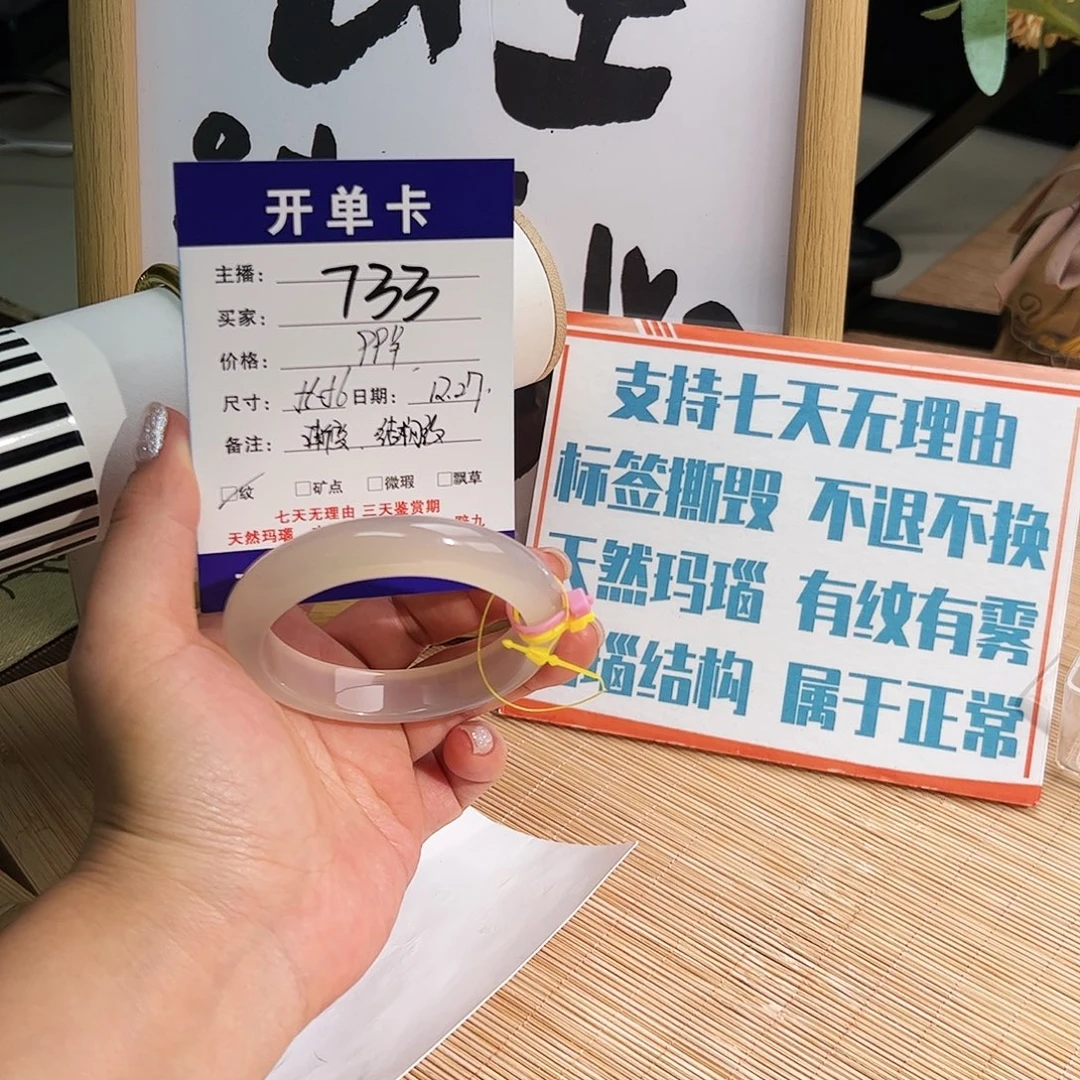 开单卡
主播:
733
买家:
价格:
尺寸:
日期: 12.27.
备注:
纹 矿点 微瑕 飘草
七天无理由 三天鉴赏期
天然玛瑙
支持七天无理由
标签撕毁 不退不换
天然玛瑙 有纹有雾
瑙结构 属于正常